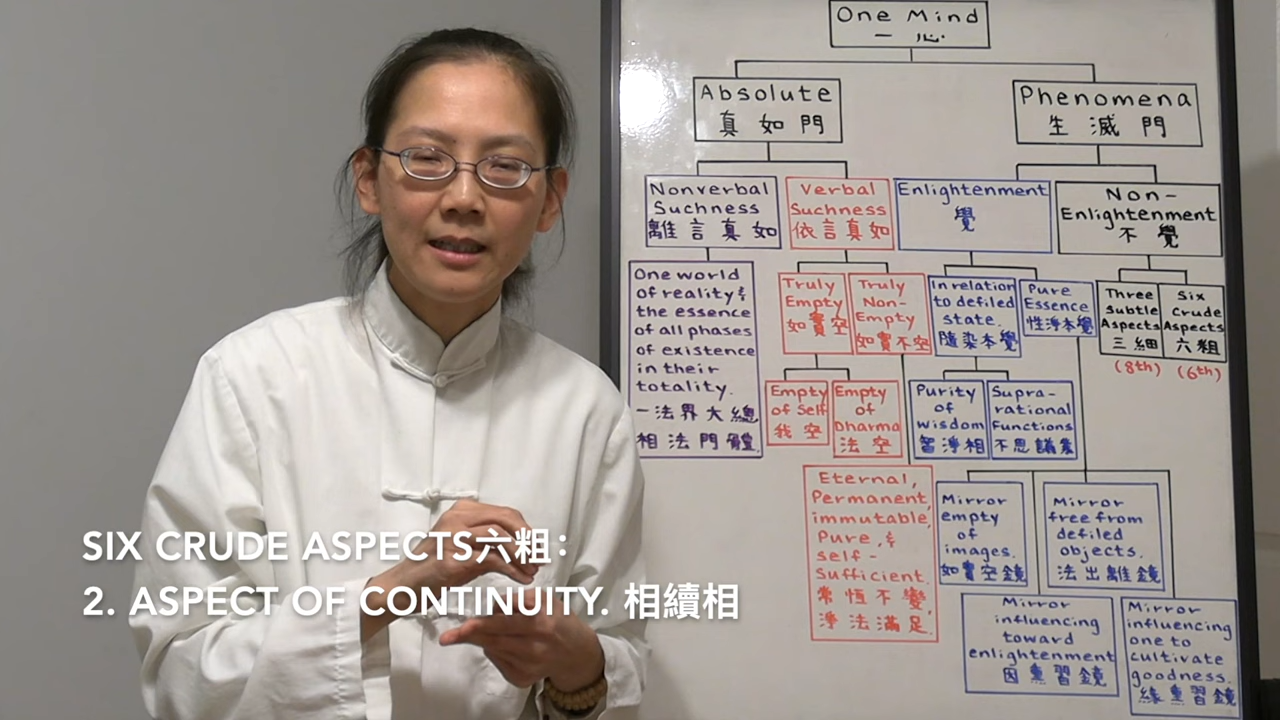 One Mind
一心
Absolute
真如門
Phenomena
生滅門
Nonverbal
Suchness
離言真如
Verbal
Suchness
依言真如
Enlightenment
覺
Non-
Enlightenment
不覺
One world
of reality &
the essence
of all phases
of existence
in their
totality.
一法界大總
相法門體
Truly
Empty
如實空
Truly
Non-
Empty
如實不空
In relation
to defiled
state.
隨染本覺
Pure
Essence
性淨本覺
Three
Subtle
Aspects
三細
(8th)
Six
Crude
Aspects
六粗
(6th)
Empty
of Self
我空
Empty
of
Dharma
法空
Purity
of
wisdom
智淨相
Supra-
rational
functions
不思議業
Eternal,
Permanent,
immutable,
Pure, &
self-
Sufficient.
常恆不變,
淨法滿足.
Mirror
empty
of
images.
如實空鏡
Mirror
free from
defiled
objects.
法出離鏡
Mirror
influencing
toward
enlightenment
因熏習鏡
Mirror
influencing
one to
cultivate
goodness.
緣熏習鏡
SIX CRUDE ASPECTS六粗:
2. ASPECT OF CONTINUITY. 相續相